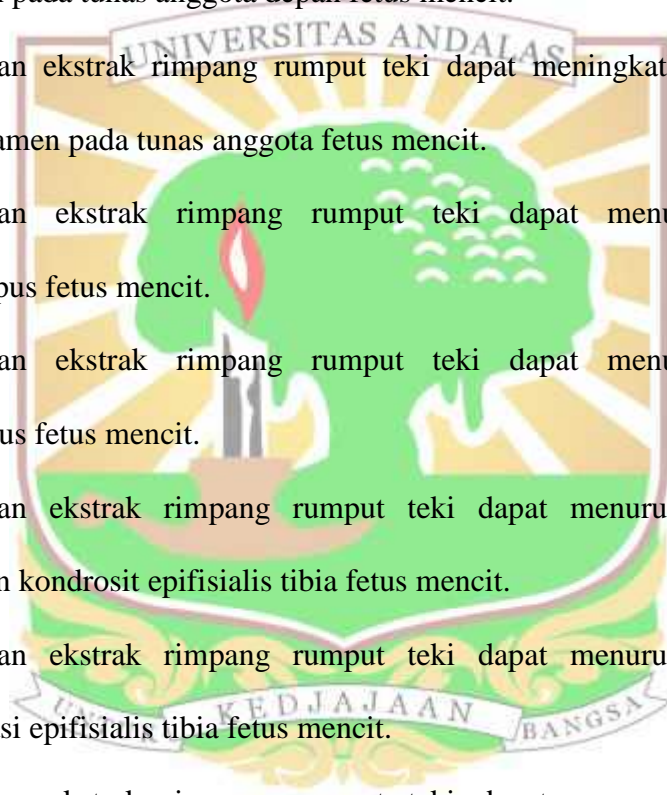 pada tunas anggota depan fetus mencit.
UNIVERSITAS ANDALAS
an ekstrak rimpang rumput teki dapat meningkat
amen pada tunas anggota fetus mencit.
an ekstrak rimpang rumput teki dapat menu
pus fetus mencit.
an ekstrak rimpang rumput teki dapat menu
us fetus mencit.
an ekstrak rimpang rumput teki dapat menuru
n kondrosit epifisialis tibia fetus mencit.
an ekstrak rimpang rumput teki dapat menuru
UNTUK KEDJAJAAN BANGSA
si epifisialis tibia fetus mencit.